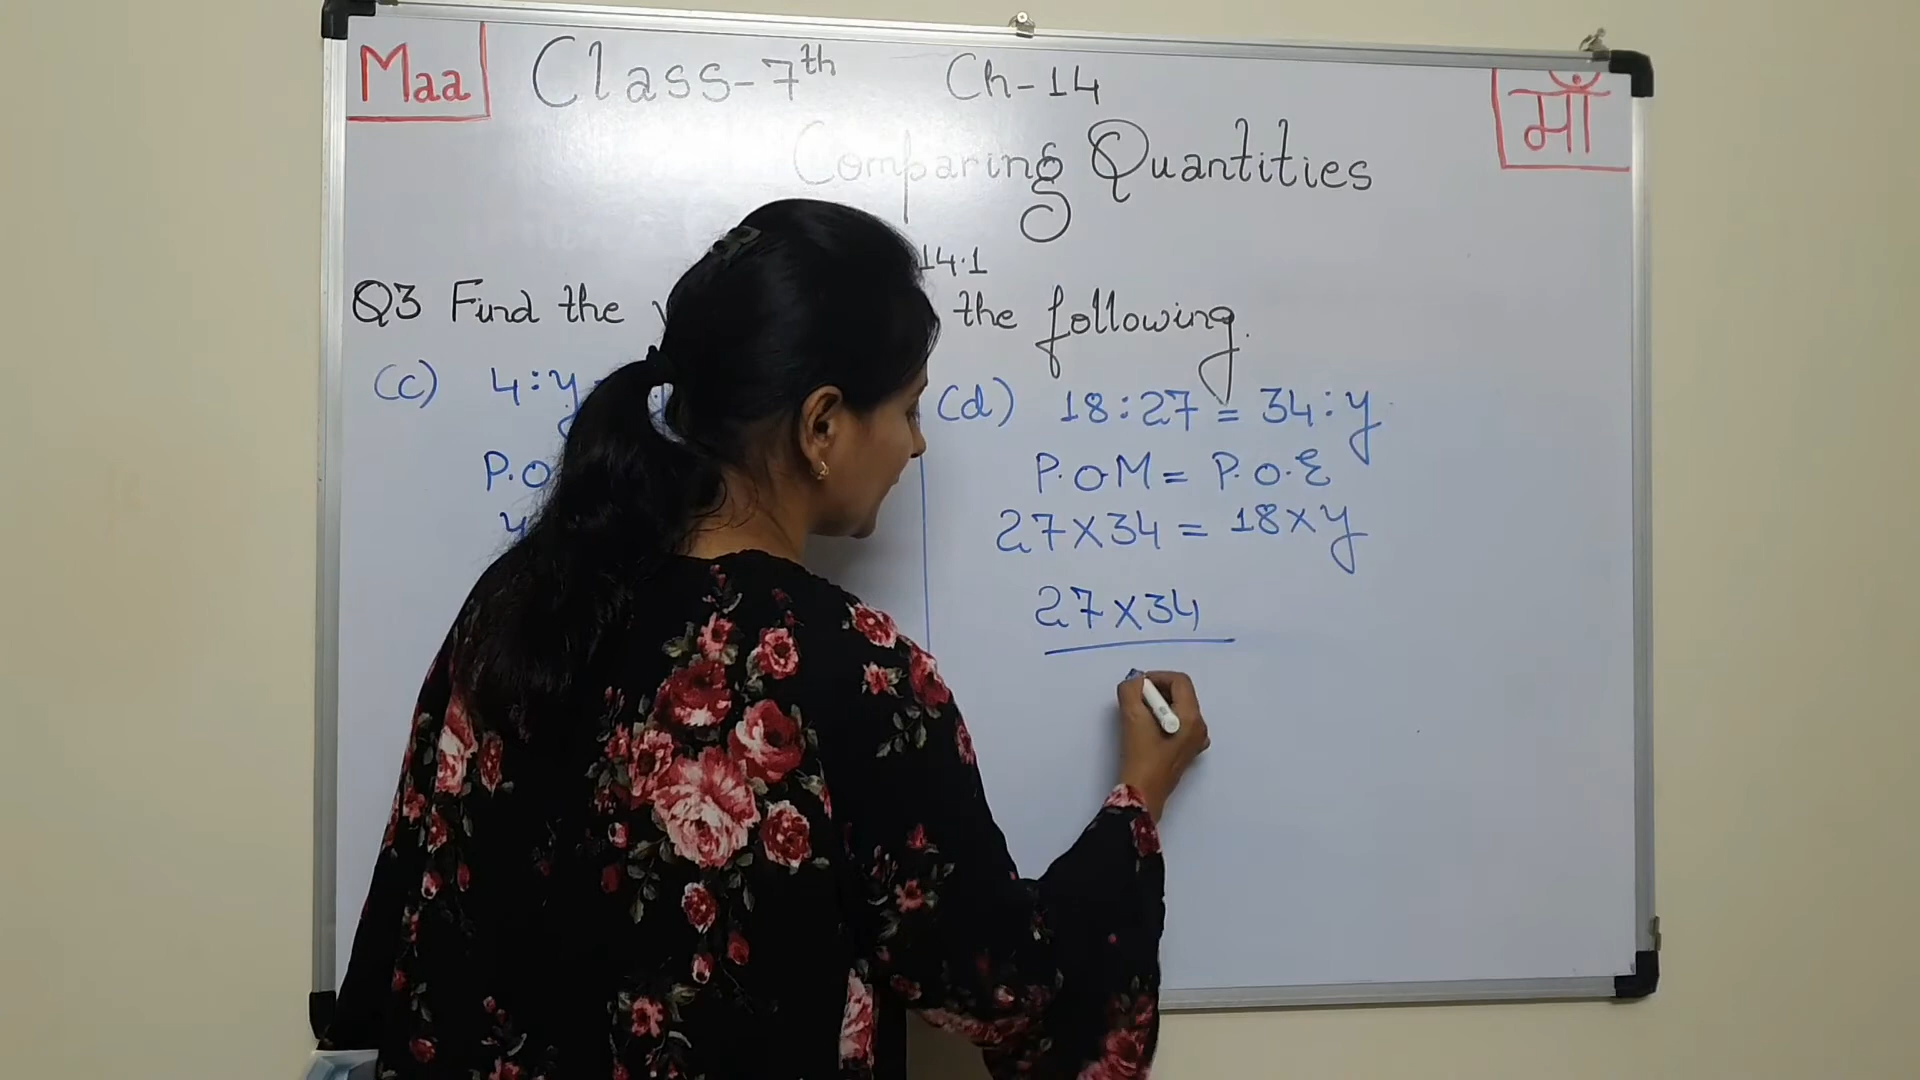 Maa Class-7th Ch-14 माँ
Comparing Quantities
14.1
Q3 Find the the following.
(c) 4:y
P.O
(d) 18:27 = 34:y
P.O.M = P.O.E
27×34 = 18×y
27×34